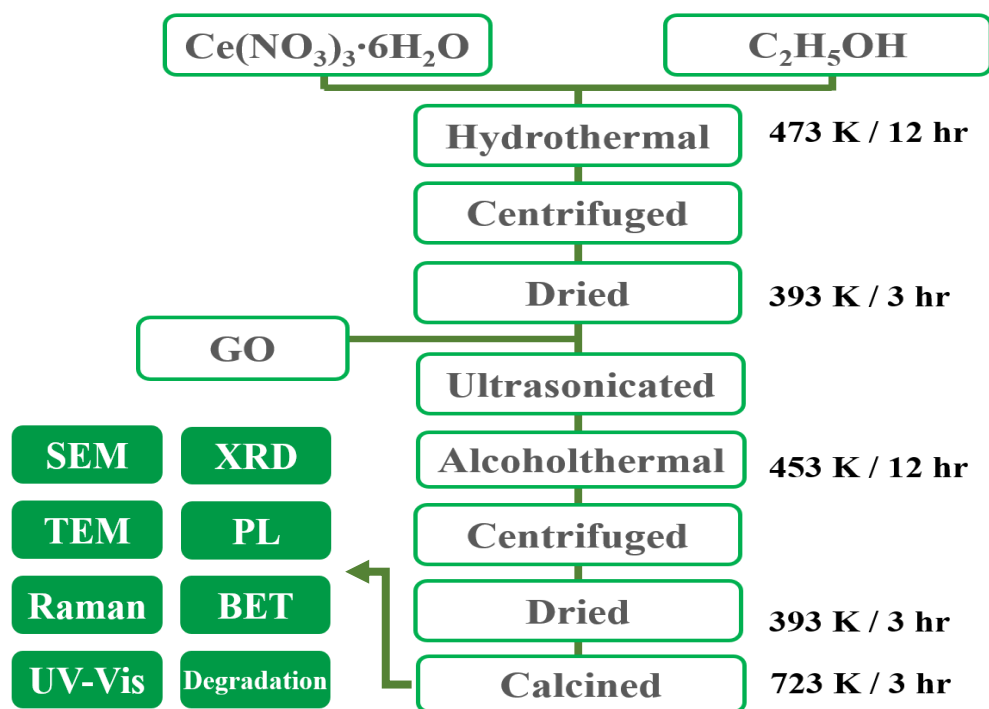 Ce(NO₃)₃·6H₂O
C₂H₅OH
Hydrothermal
473 K / 12 hr
Centrifuged
Dried
393 K / 3 hr
GO
Ultrasonicated
Alcoholthermal
453 K / 12 hr
Centrifuged
Dried
393 K / 3 hr
Calcined
723 K / 3 hr
SEM
XRD
TEM
PL
Raman
BET
UV-Vis
Degradation